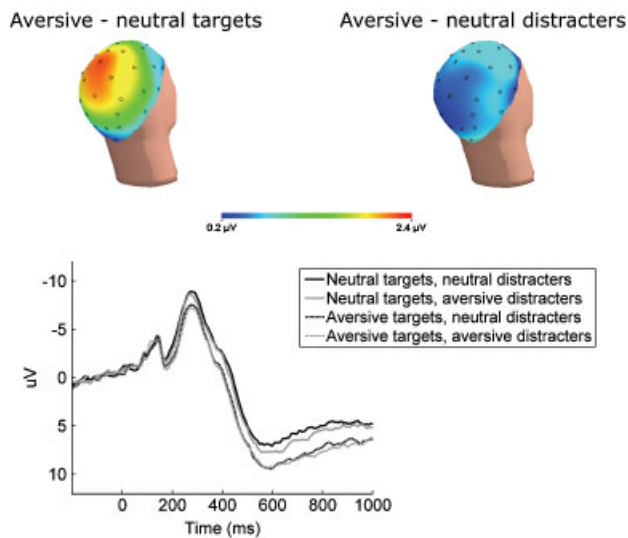 Aversive - neutral targets
Aversive - neutral distracters
0.2 µV
2.4 µV
-10
-5
0
5
10
uV
Neutral targets, neutral distracters
Neutral targets, aversive distracters
Aversive targets, neutral distracters
Aversive targets, aversive distracters
0 200 400 600 800 1000
Time (ms)